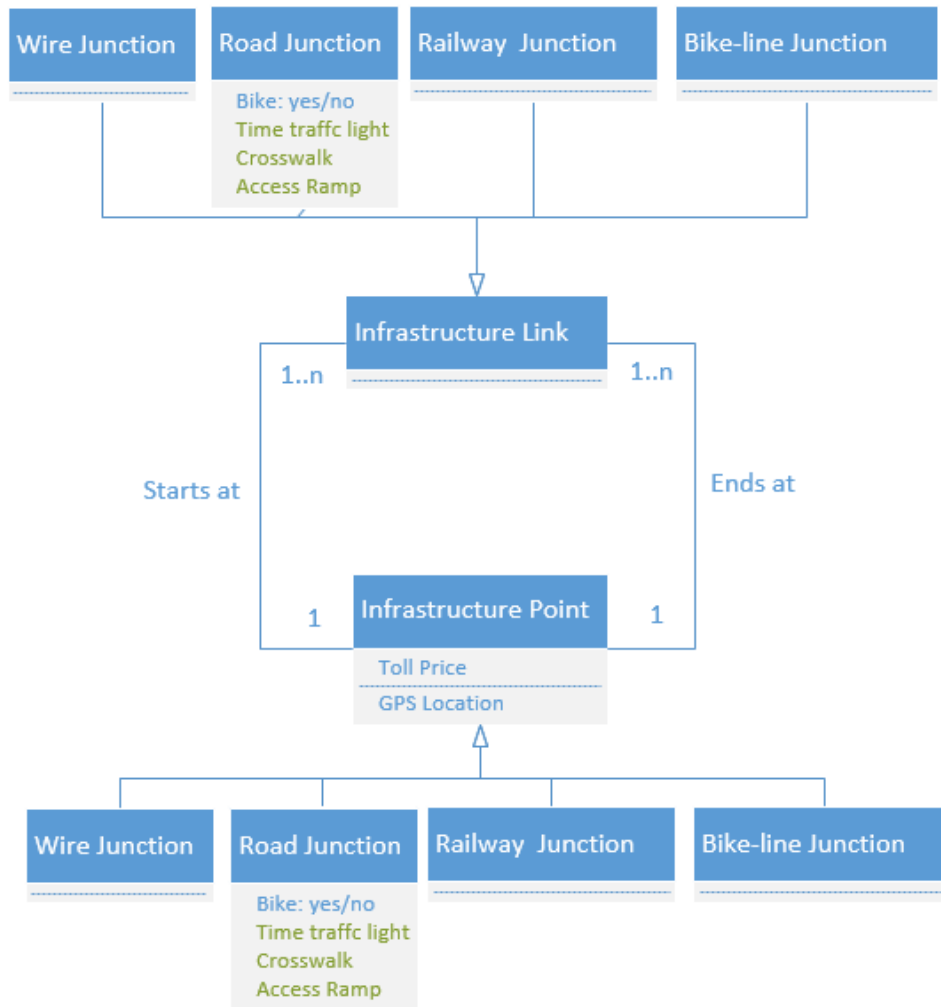 Wire Junction
Road Junction
Railway  Junction
Bike-line Junction
Bike: yes/no
Time traffc light
Crosswalk
Access Ramp
Infrastructure Link
1..n
1..n
Starts at
Ends at
Infrastructure Point
1
1
Toll Price
GPS Location
Wire Junction
Road Junction
Railway  Junction
Bike-line Junction
Bike: yes/no
Time traffc light
Crosswalk
Access Ramp